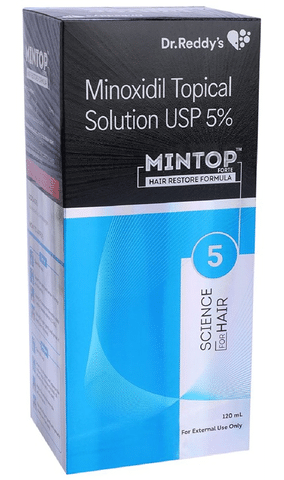 Dr.Reddy's
Minoxidil Topical
Solution USP 5%
MINTOP™
FORTE
HAIR RESTORE FORMULA
5
SCIENCE
FOR HAIR
120 mL
For External Use Only
MINTOP